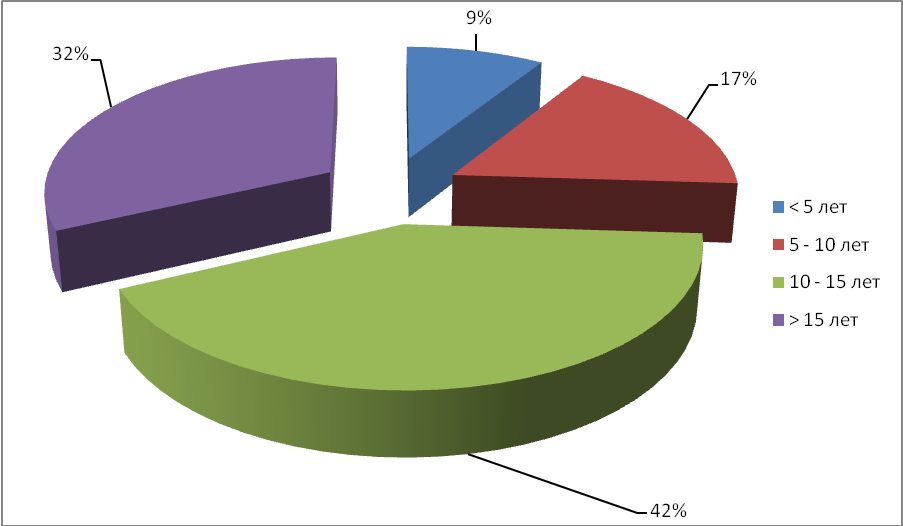 9%
32%
17%
< 5 лет
5 - 10 лет
10 - 15 лет
> 15 лет
42%